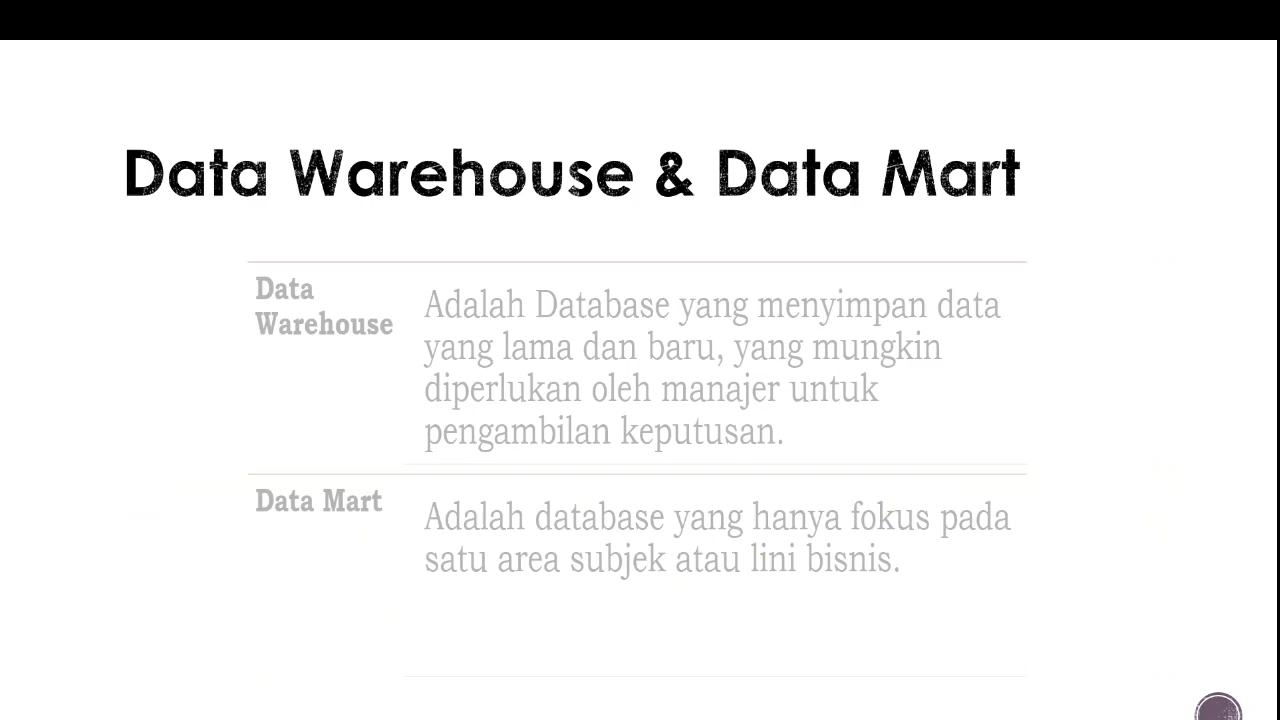 Data Warehouse & Data Mart
Data
Warehouse
Adalah Database yang menyimpan data
yang lama dan baru, yang mungkin
diperlukan oleh manajer untuk
pengambilan keputusan.
Data Mart
Adalah database yang hanya fokus pada
satu area subjek atau lini bisnis.